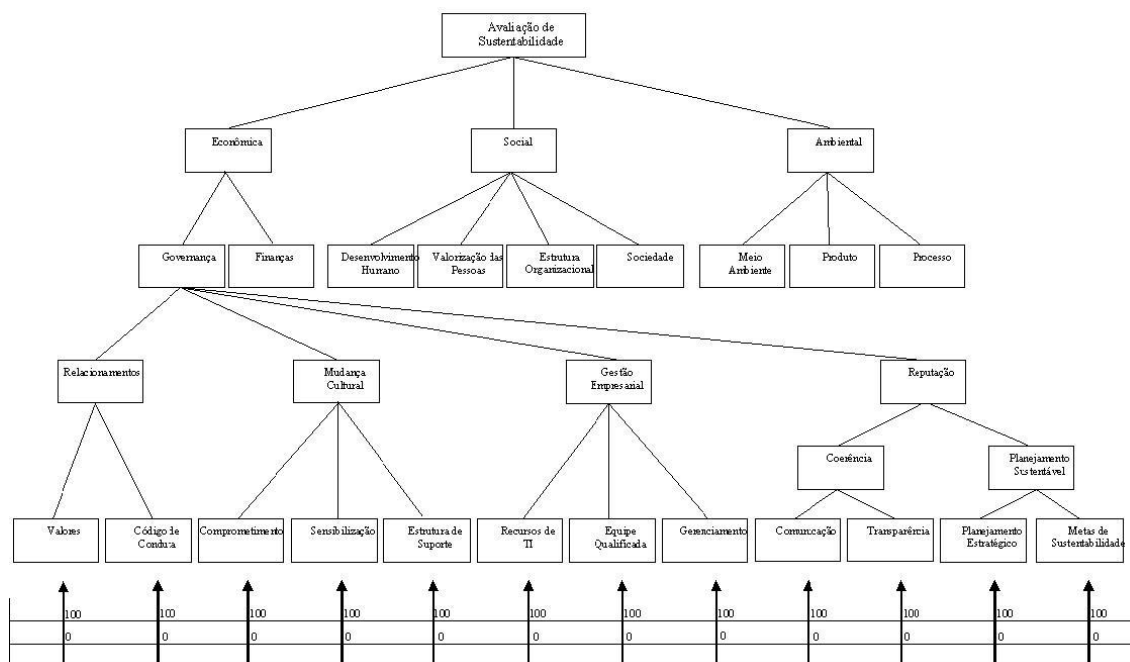 Avaliação de
Sustentabilidade
Econômica
Social
Ambiental
Governança
Finanças
Desenvolvimento
Humano
Valorização das
Pessoas
Estrutura
Organizacional
Sociedade
Meio
Ambiente
Produto
Processo
Relacionamentos
Mudança
Cultural
Gestão
Empresarial
Reputação
Coerência
Planejamento
Sustentável
Valores
Código de
Conduta
Comprometimento
Sensibilização
Estrutura de
Suporte
Recursos de
TI
Equipe
Qualificada
Gerenciamento
Comunicação
Transparência
Planejamento
Estratégico
Metas de
Sustentabilidade
100 100 100 100 100 100 100 100 100 100 100 100
0 0 0 0 0 0 0 0 0 0 0 0